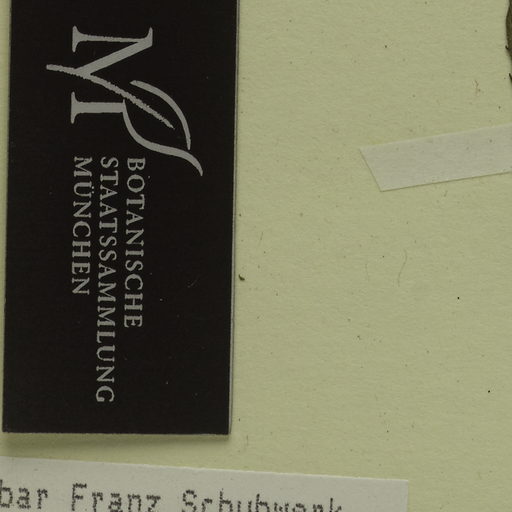 BOTANISCHE
STAATSSAMMLUNG
MÜNCHEN
bar Franz Schuhwerk